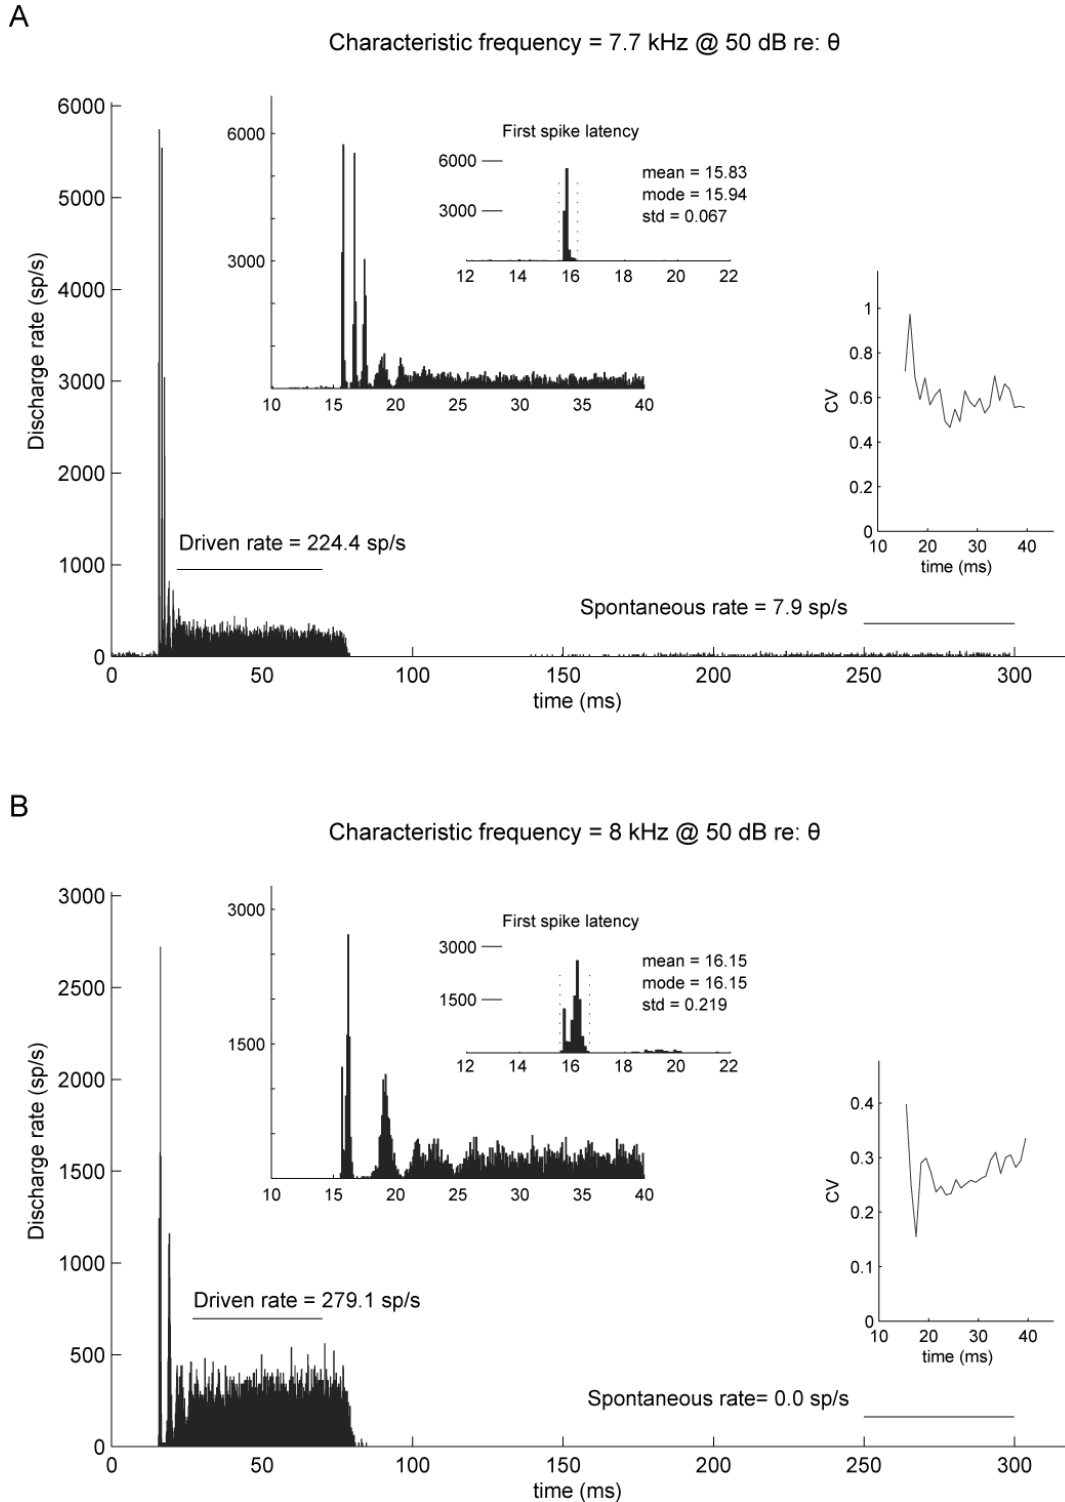 A
Characteristic frequency = 7.7 kHz @ 50 dB re: θ
6000
5000
4000
3000
2000
1000
0
Discharge rate (sp/s)
0 50 100 150 200 250 300
time (ms)
Driven rate = 224.4 sp/s
Spontaneous rate = 7.9 sp/s
6000
3000
10 15 20 25 30 35 40
First spike latency
6000
3000
12 14 16 18 20 22
mean = 15.83
mode = 15.94
std = 0.067
1
0.8
0.6
0.4
0.2
0
CV
10 20 30 40
time (ms)
B
Characteristic frequency = 8 kHz @ 50 dB re: θ
3000
2500
2000
1500
1000
500
0
Discharge rate (sp/s)
0 50 100 150 200 250 300
time (ms)
Driven rate = 279.1 sp/s
Spontaneous rate= 0.0 sp/s
3000
1500
10 15 20 25 30 35 40
First spike latency
3000
1500
12 14 16 18 20 22
mean = 16.15
mode = 16.15
std = 0.219
0.4
0.3
0.2
0.1
0
CV
10 20 30 40
time (ms)